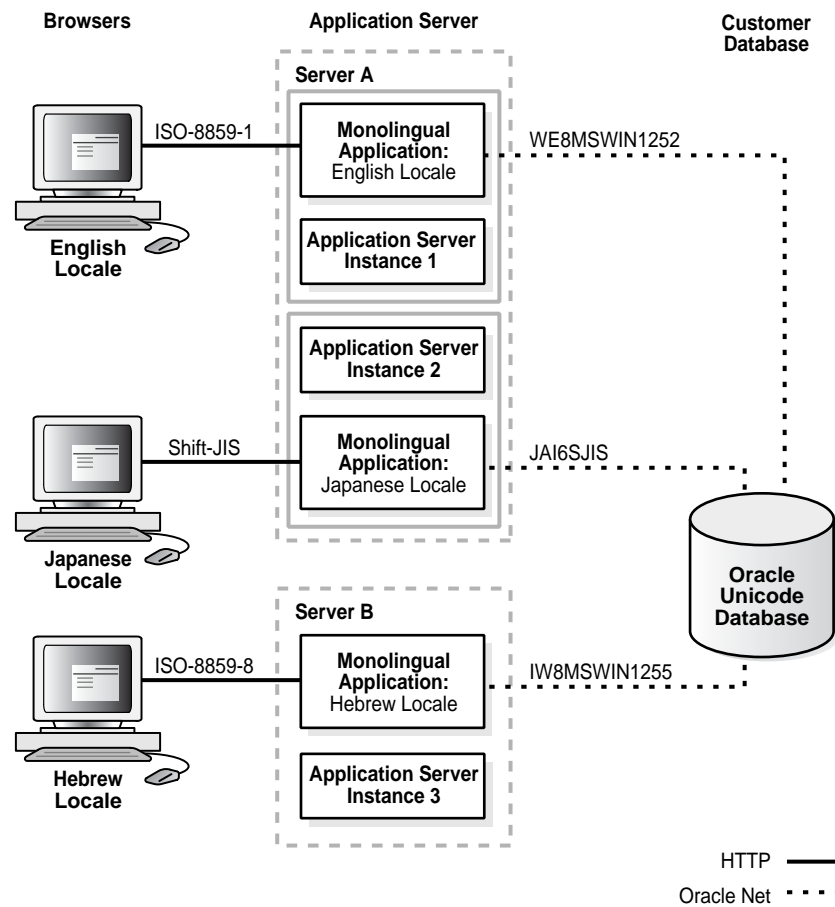 Browsers
Application Server
Customer
Database
Server A
ISO-8859-1
Monolingual
Application:
English Locale
WE8MSWIN1252
English
Locale
Application Server
Instance 1
Application Server
Instance 2
Shift-JIS
Monolingual
Application:
Japanese Locale
JAI6SJIS
Japanese
Locale
Oracle
Unicode
Database
Server B
ISO-8859-8
Monolingual
Application:
Hebrew Locale
IW8MSWIN1255
Hebrew
Locale
Application Server
Instance 3
HTTP
Oracle Net